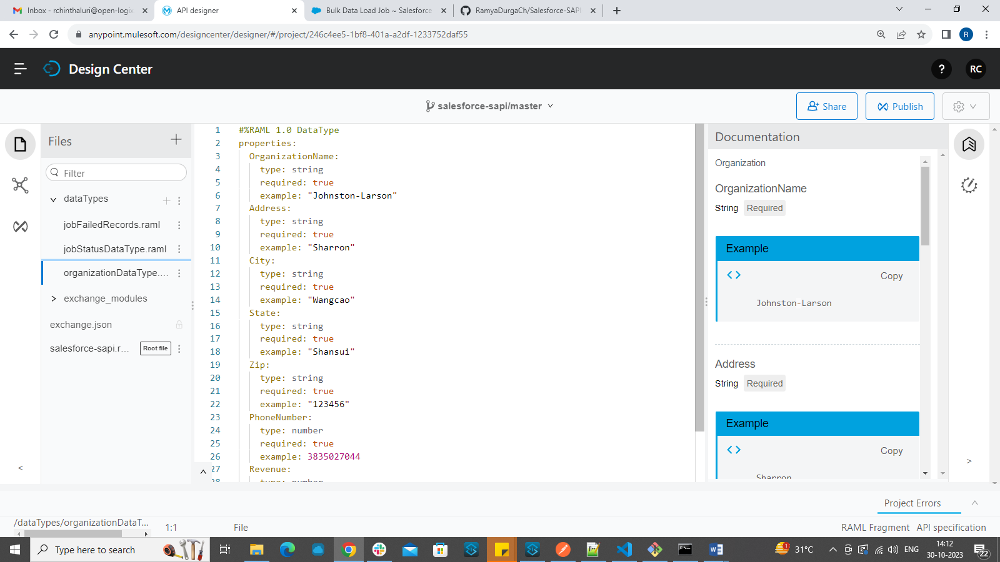 Inbox - rchinthaluri@open-logix
API designer
Bulk Data Load Job ~ Salesforce
RamyaDurgaCh/Salesforce-SAPI
anypoint.mulesoft.com/designcenter/designer/#/project/246c4ee5-1bf8-401a-a2df-1233752daf55
R
Design Center
?
RC
salesforce-sapi/master
Share
Publish
Files
Filter
dataTypes
jobFailedRecords.raml
jobStatusDataType.raml
organizationDataType....
exchange_modules
exchange.json
salesforce-sapi.r...
Root file
1 #%RAML 1.0 DataType
2 properties:
3 OrganizationName:
4 type: string
5 required: true
6 example: "Johnston-Larson"
7 Address:
8 type: string
9 required: true
10 example: "Sharron"
11 City:
12 type: string
13 required: true
14 example: "Wangcao"
15 State:
16 type: string
17 required: true
18 example: "Shansui"
19 Zip:
20 type: string
21 required: true
22 example: "123456"
23 PhoneNumber:
24 type: number
25 required: true
26 example: 3835027044
27 Revenue:
28 type: number
Documentation
Organization
OrganizationName
String Required
Example
Copy
Johnston-Larson
Address
String Required
Example
Copy
Sharron
Project Errors
/dataTypes/organizationDataT...
1:1
File
RAML Fragment
API specification
Type here to search
1
31°C
ENG
14:12
30-10-2023
22